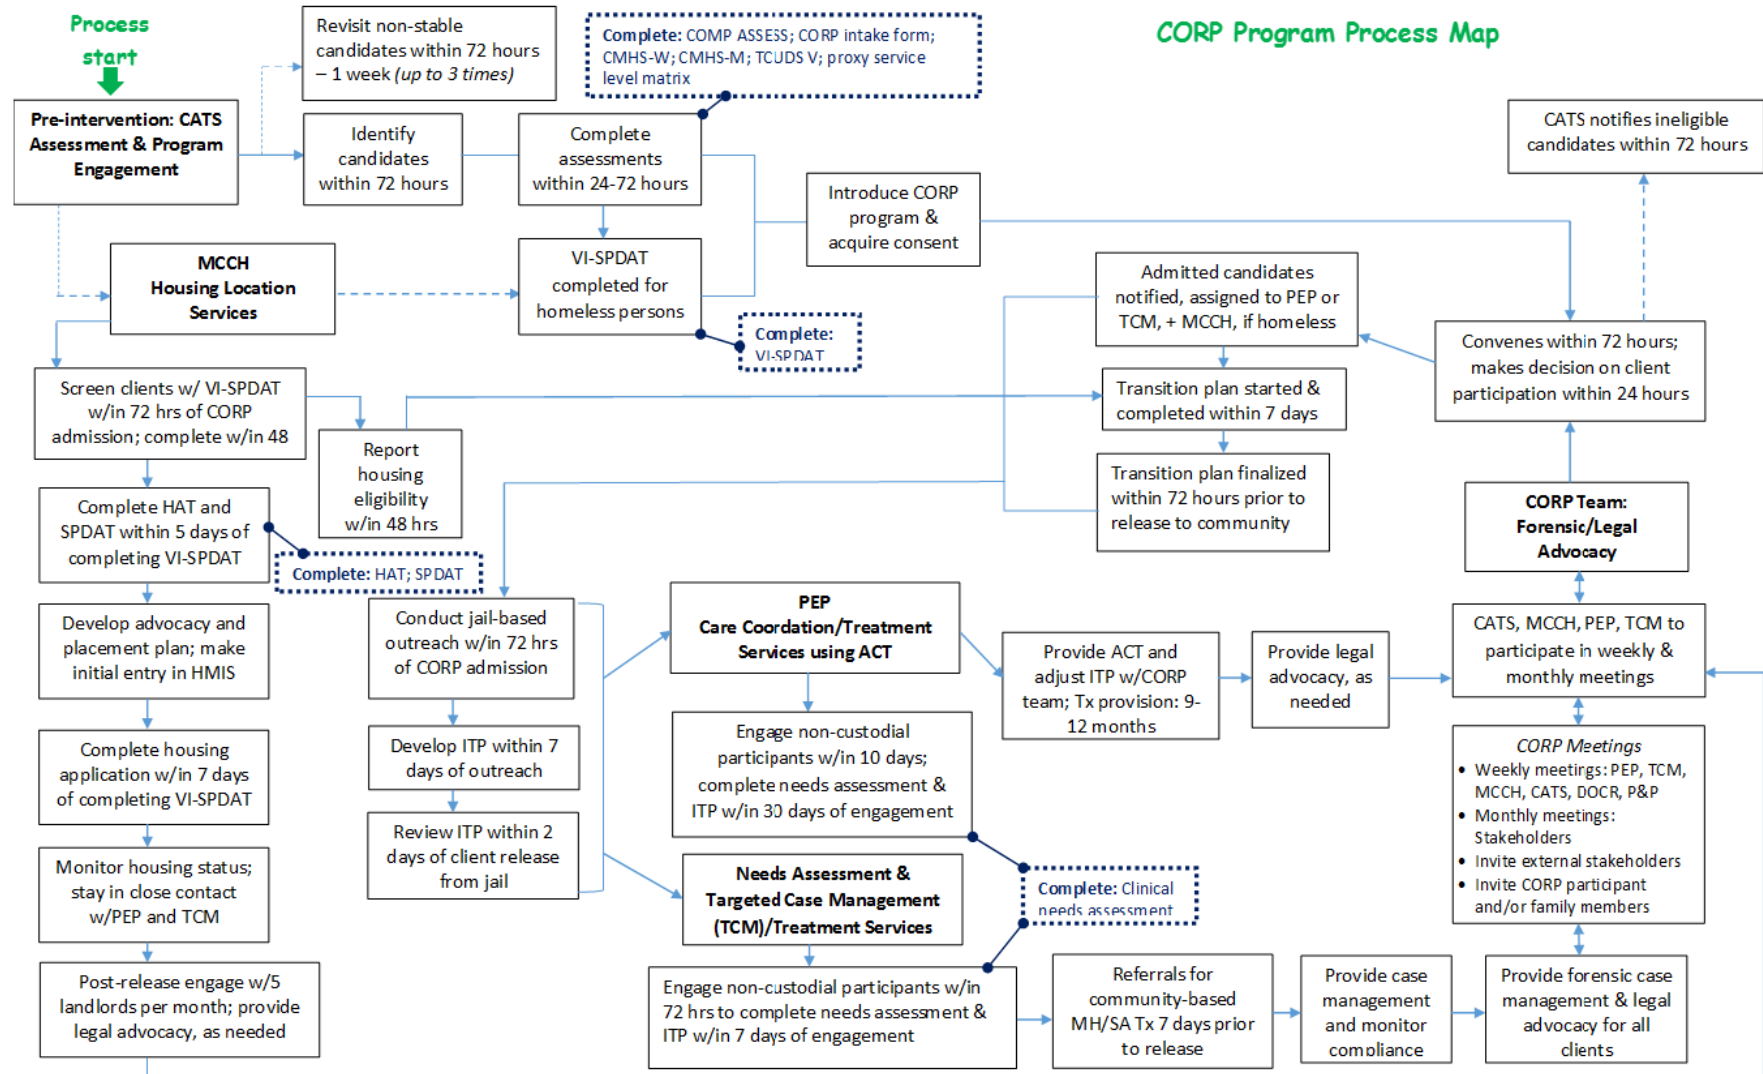 Process
start
CORP Program Process Map
Revisit non-stable
candidates within 72 hours
– 1 week (up to 3 times)
Complete: COMP ASSESS; CORP intake form;
CMHS-W; CMHS-M; TCUDS V; proxy service
level matrix
Pre-intervention: CATS
Assessment & Program
Engagement
Identify
candidates
within 72 hours
Complete
assessments
within 24-72 hours
CATS notifies ineligible
candidates within 72 hours
Introduce CORP
program &
acquire consent
MCCH
Housing Location
Services
VI-SPDAT
completed for
homeless persons
Complete:
VI-SPDAT
Admitted candidates
notified, assigned to PEP or
TCM, + MCCH, if homeless
Convenes within 72 hours;
makes decision on client
participation within 24 hours
Screen clients w/ VI-SPDAT
w/in 72 hrs of CORP
admission; complete w/in 48
Report
housing
eligibility
w/in 48 hrs
Transition plan started &
completed within 7 days
Transition plan finalized
within 72 hours prior to
release to community
Complete HAT and
SPDAT within 5 days of
completing VI-SPDAT
Complete: HAT; SPDAT
CORP Team:
Forensic/Legal
Advocacy
Develop advocacy and
placement plan; make
initial entry in HMIS
Conduct jail-based
outreach w/in 72 hrs
of CORP admission
PEP
Care Coordation/Treatment
Services using ACT
Provide ACT and
adjust ITP w/CORP
team; Tx provision: 9-
12 months
Provide legal
advocacy, as
needed
CATS, MCCH, PEP, TCM to
participate in weekly &
monthly meetings
Complete housing
application w/in 7 days
of completing VI-SPDAT
Develop ITP within 7
days of outreach
Engage non-custodial
participants w/in 10 days;
complete needs assessment &
ITP w/in 30 days of engagement
CORP Meetings
• Weekly meetings: PEP, TCM,
MCCH, CATS, DOCR, P&P
• Monthly meetings:
Stakeholders
• Invite external stakeholders
• Invite CORP participant
and/or family members
Review ITP within 2
days of client release
from jail
Monitor housing status;
stay in close contact
w/PEP and TCM
Needs Assessment &
Targeted Case Management
(TCM)/Treatment Services
Complete: Clinical
needs assessment
Post-release engage w/5
landlords per month; provide
legal advocacy, as needed
Engage non-custodial participants w/in
72 hrs to complete needs assessment &
ITP w/in 7 days of engagement
Referrals for
community-based
MH/SA Tx 7 days prior
to release
Provide case
management
and monitor
compliance
Provide forensic case
management & legal
advocacy for all
clients